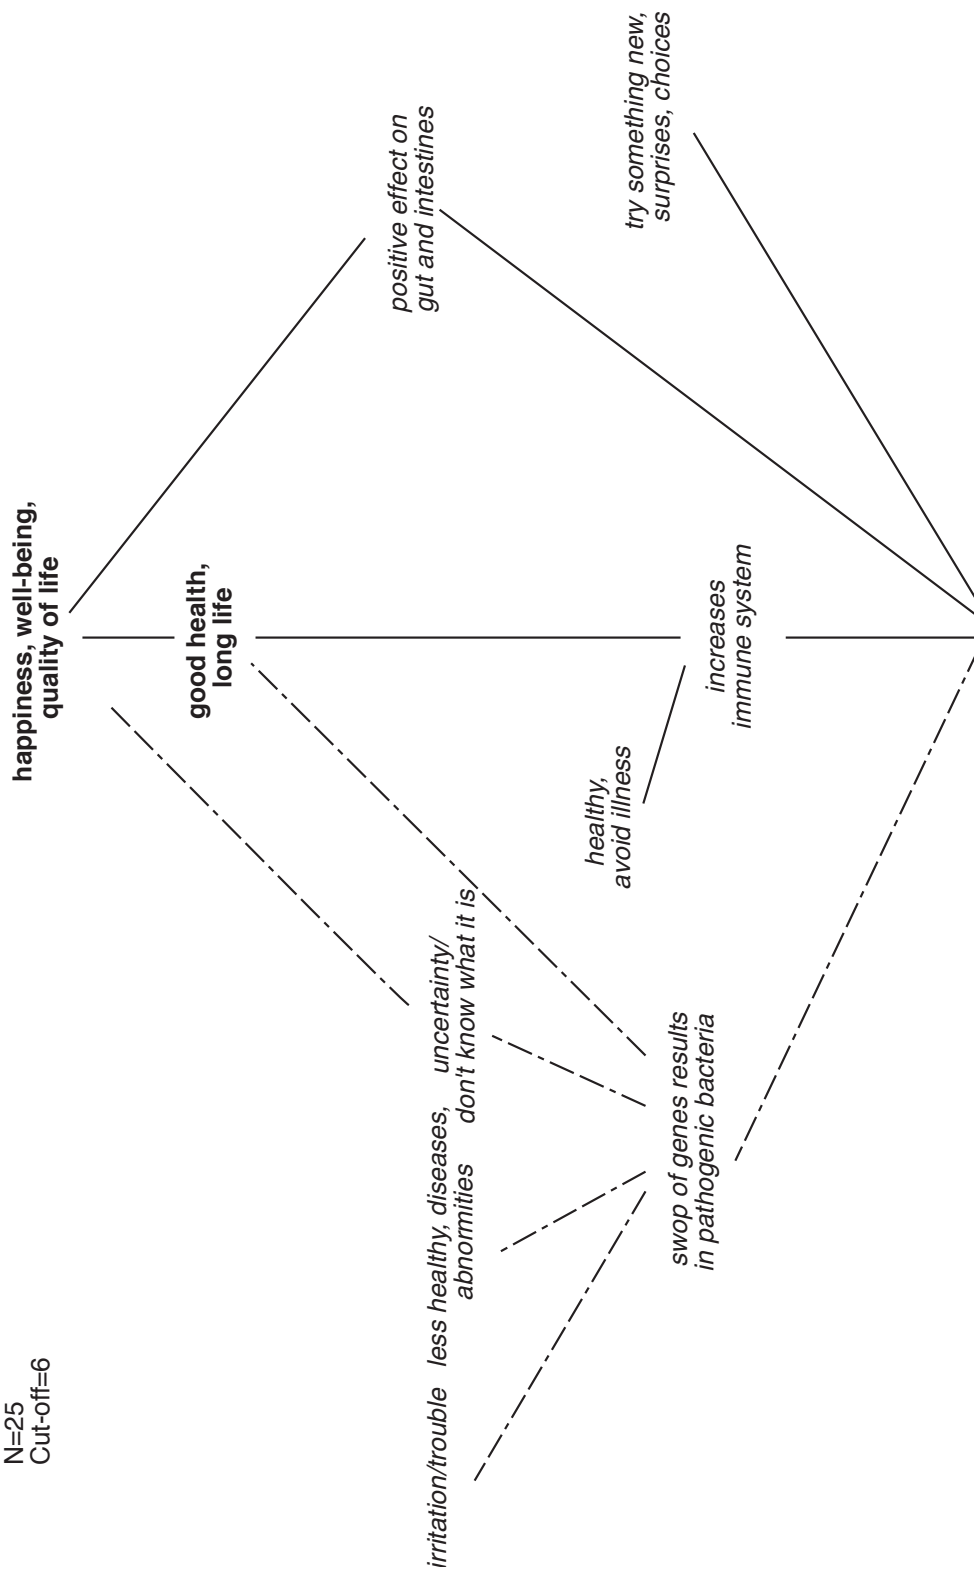 N=25
Cut-off=6
happiness, well-being,
quality of life
good health,
long life
positive effect on
gut and intestines
irritation/trouble
less healthy, diseases,
abnormities
uncertainty/
don't know what it is
healthy,
avoid illness
try something new,
surprises, choices
swop of genes results
in pathogenic bacteria
increases
immune system